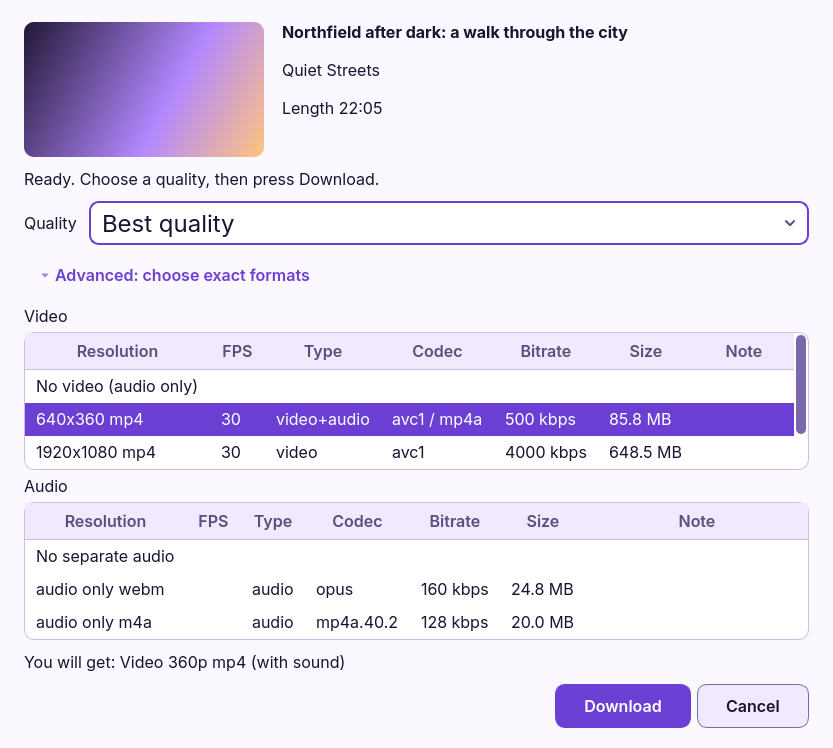 Northfield after dark: a walk through the city
Quiet Streets
Length 22:05
Ready. Choose a quality, then press Download.
Quality Best quality
Advanced: choose exact formats
Video
Resolution FPS Type Codec Bitrate Size Note
No video (audio only)
640x360 mp4 30 video+audio avc1 / mp4a 500 kbps 85.8 MB
1920x1080 mp4 30 video avc1 4000 kbps 648.5 MB
Audio
Resolution FPS Type Codec Bitrate Size Note
No separate audio
audio only webm audio opus 160 kbps 24.8 MB
audio only m4a audio mp4a.40.2 128 kbps 20.0 MB
You will get: Video 360p mp4 (with sound)
Download Cancel